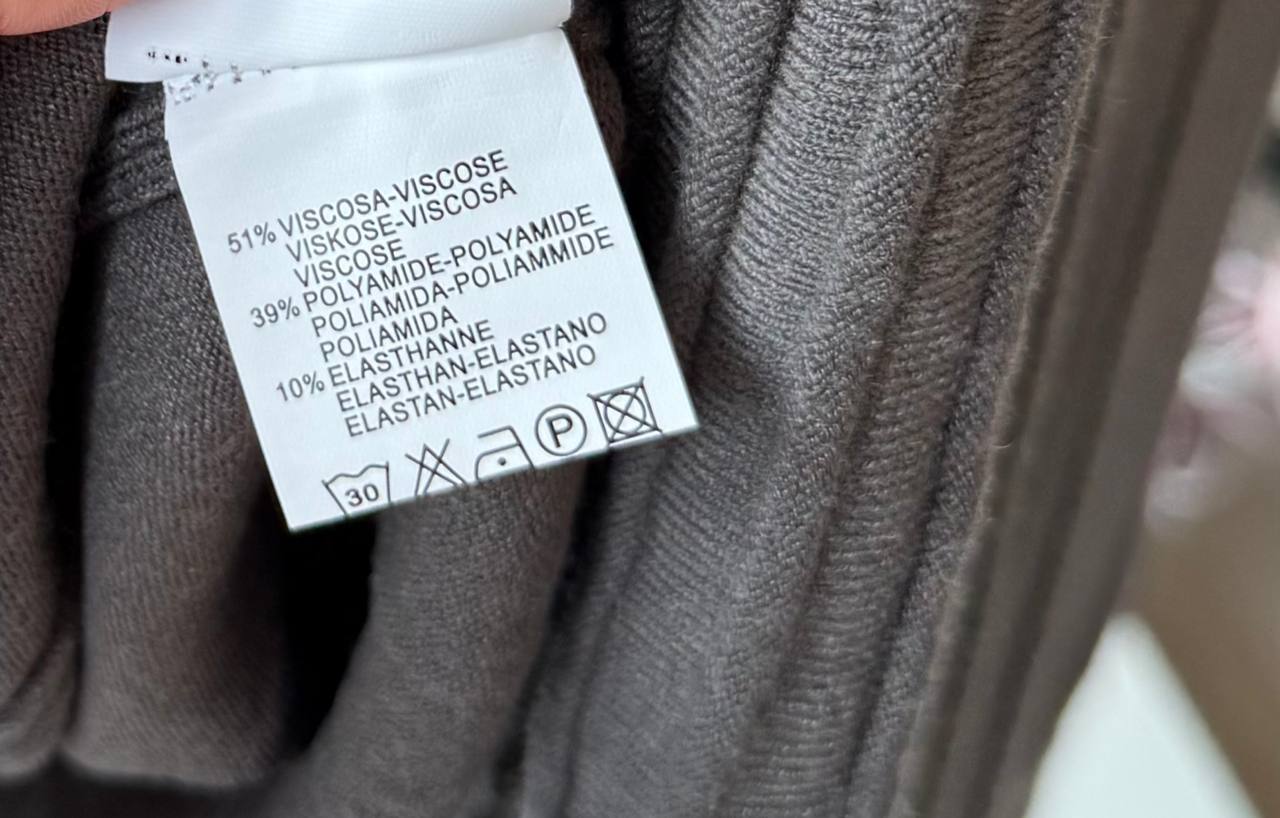 51% VISCOSA-VISCOSE
VISKOSE-VISCOSA
VISCOSE
39% POLYAMIDE-POLYAMIDE
POLIAMIDA-POLIAMMIDE
POLIAMIDA
10% ELASTHANNE
ELASTHAN-ELASTANO
ELASTAN-ELASTANO
30 P